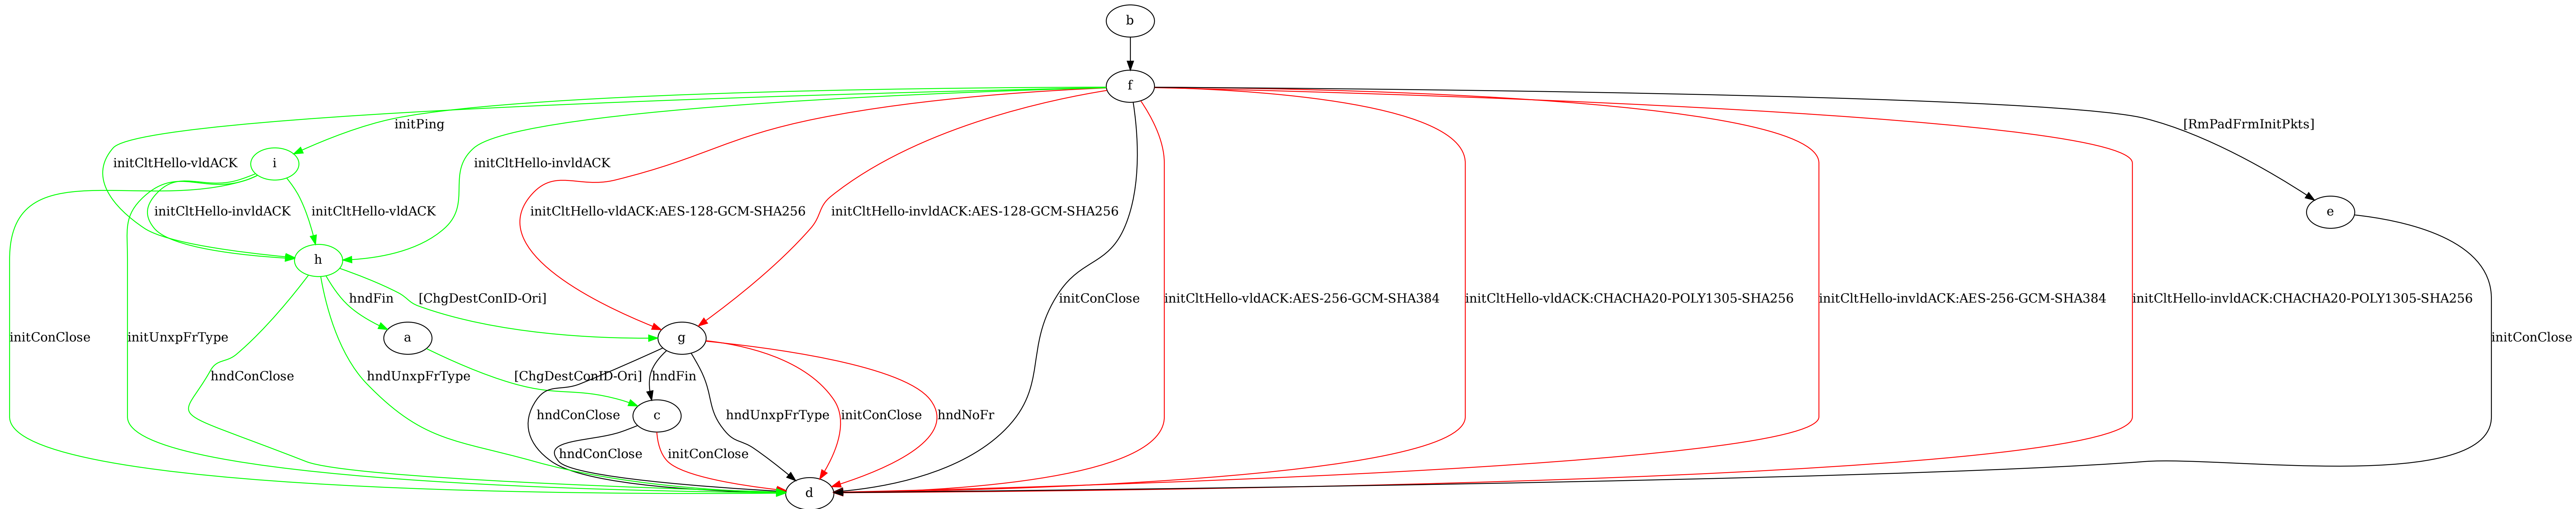 b
f
initPing
[RmPadFrmInitPkts]
initCltHello-vldACK
i
initCltHello-invldACK
initCltHello-invldACK
initCltHello-vldACK
initCltHello-vldACK:AES-128-GCM-SHA256
initCltHello-invldACK:AES-128-GCM-SHA256
e
h
hndFin
[ChgDestConID-Ori]
initConClose
initCltHello-vldACK:AES-256-GCM-SHA384
initCltHello-vldACK:CHACHA20-POLY1305-SHA256
initCltHello-invldACK:AES-256-GCM-SHA384
initCltHello-invldACK:CHACHA20-POLY1305-SHA256
initConClose
initUnxpFrType
a
g
initConClose
hndConClose
hndUnxpFrType
[ChgDestConID-Ori]
hndFin
hndConClose
c
hndUnxpFrType
initConClose
hndNoFr
hndConClose
initConClose
d